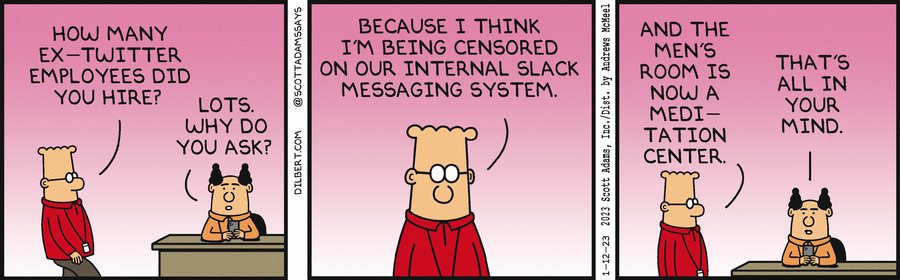 HOW MANY
EX-TWITTER
EMPLOYEES DID
YOU HIRE?
LOTS.
WHY DO
YOU ASK?
DILBERT.COM
@SCOTTADAMSSAYS
BECAUSE I THINK
I'M BEING CENSORED
ON OUR INTERNAL SLACK
MESSAGING SYSTEM.
1-12-23 2023 Scott Adams, Inc./Dist. by Andrews McMeel
AND THE
MEN'S
ROOM IS
NOW A
MEDI-
TATION
CENTER.
THAT'S
ALL IN
YOUR
MIND.